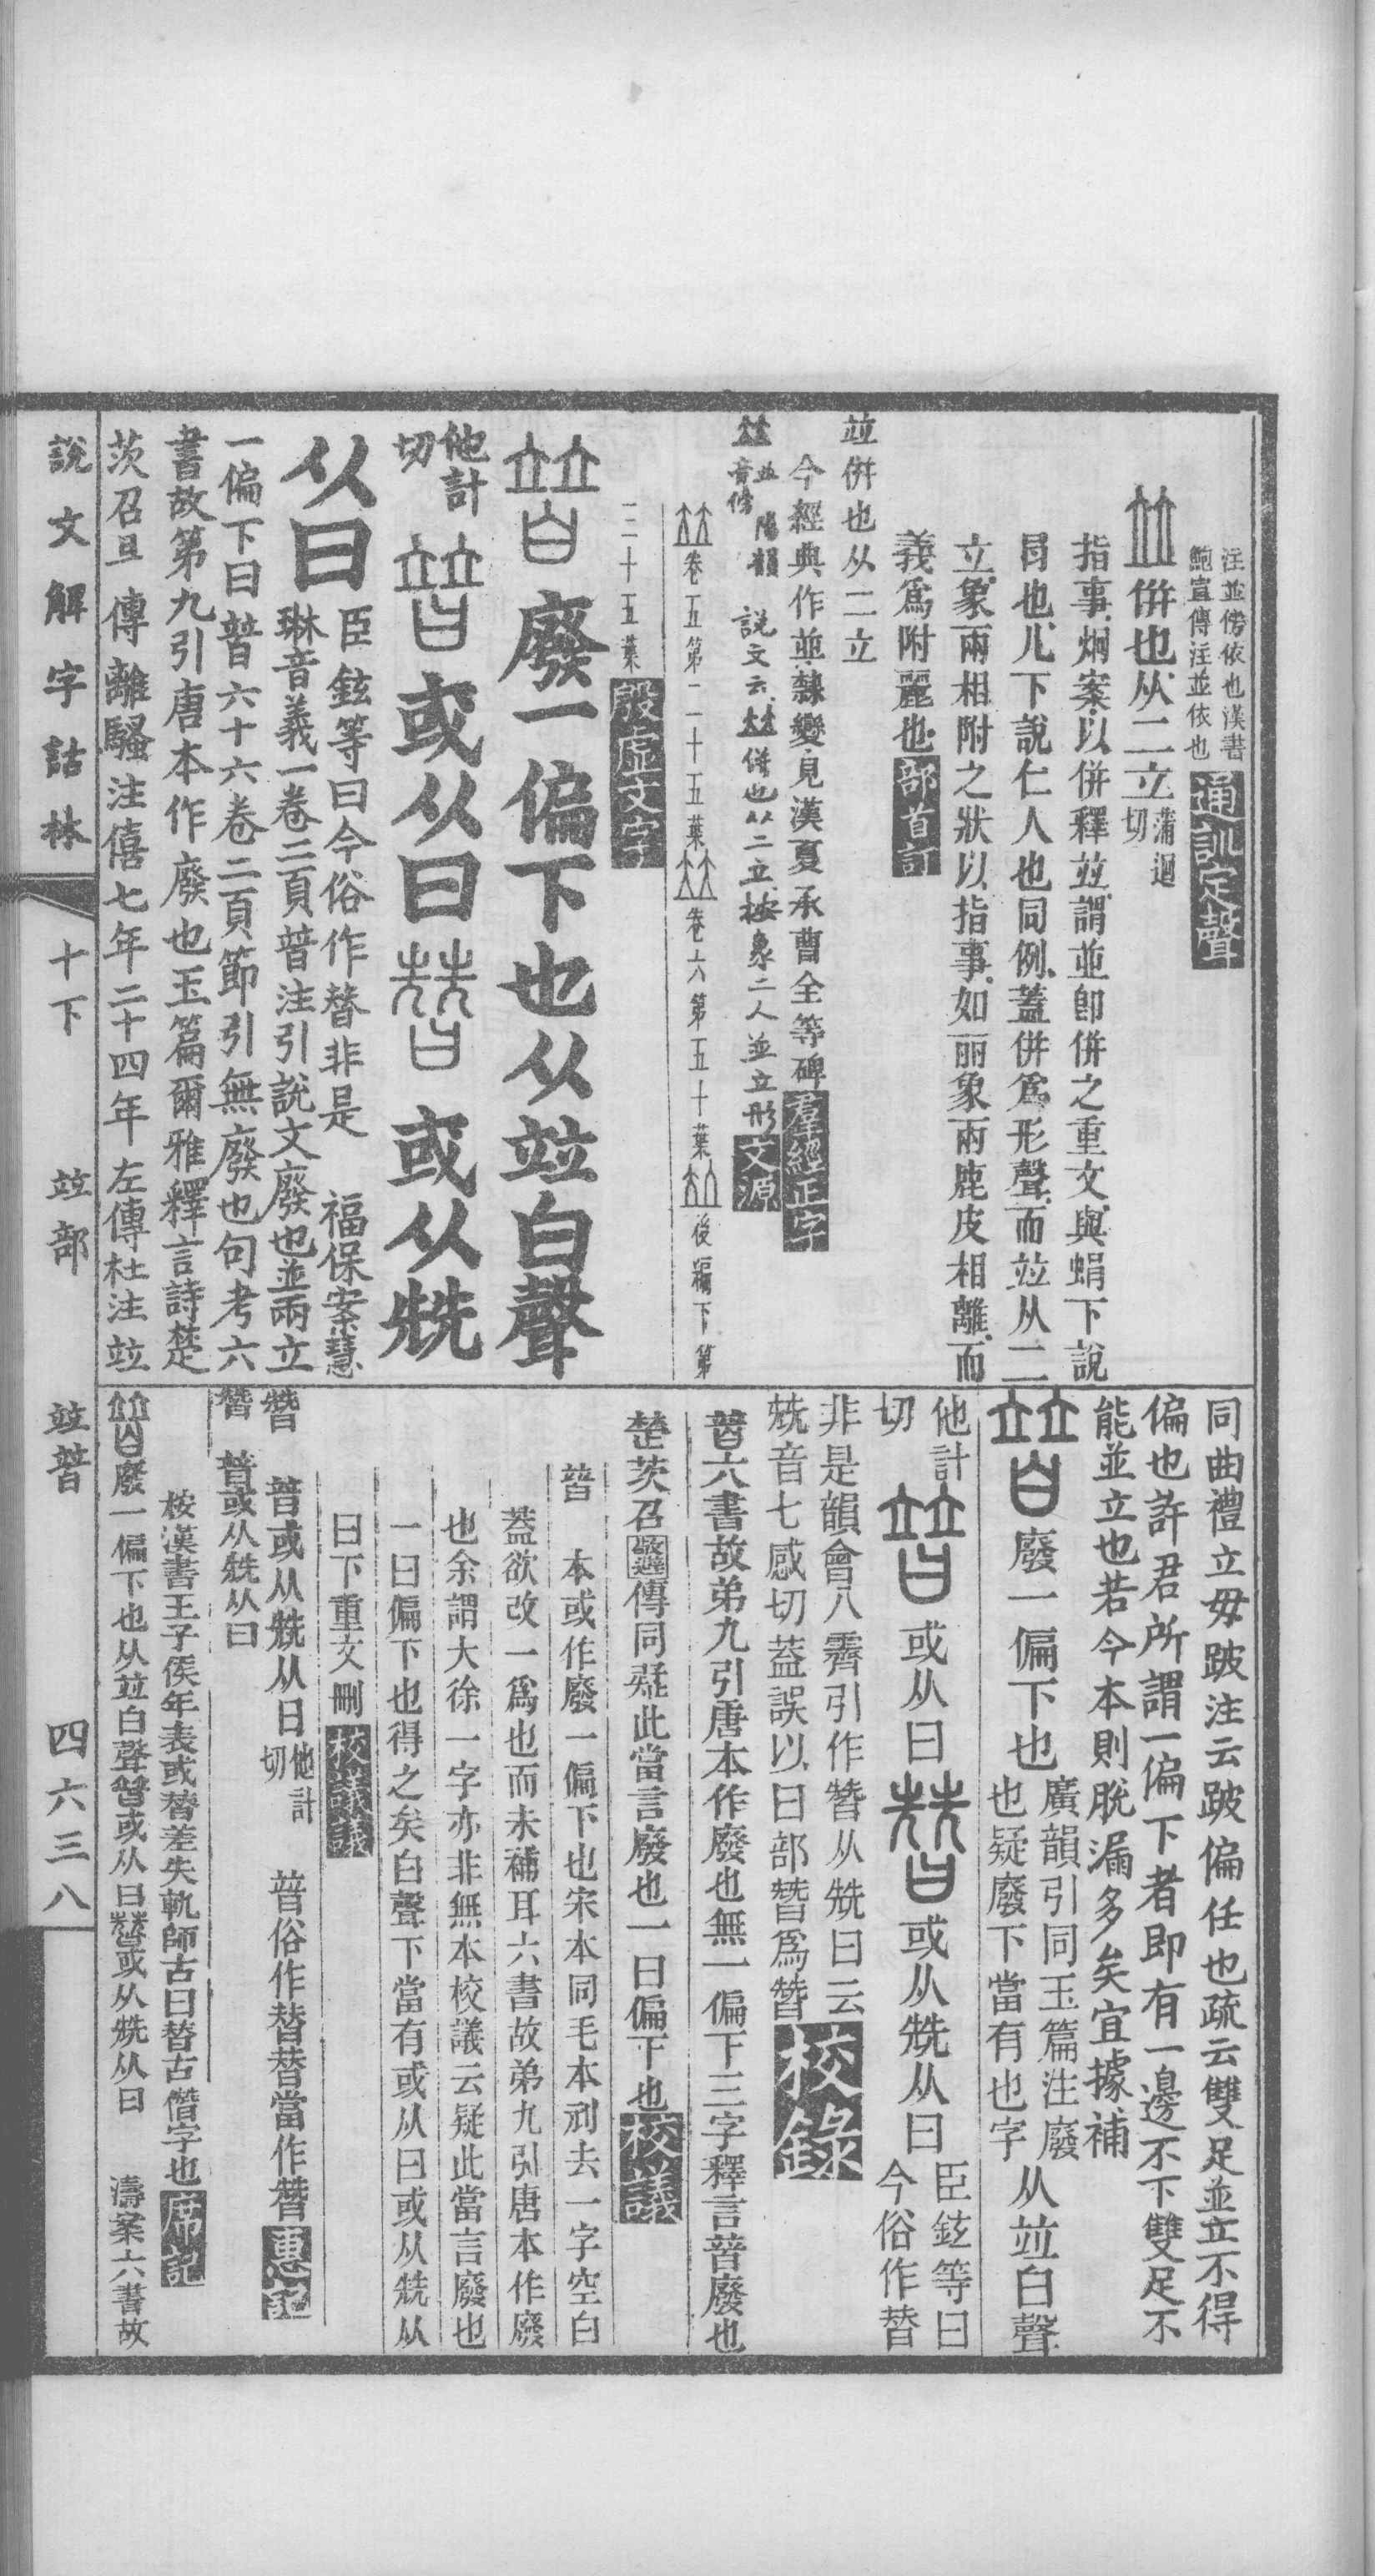 注並傍依也漢書
鮑宣傳注並依也
通訓定聲
竝併也从二立蒲迥切
指事炯案以併釋竝謂並卽併之重文與蜎下說
肙也儿下說仁人也同例蓋併爲形聲而竝从二
立象兩相附之狀以指事如丽象兩鹿皮相離而
義爲附麗也部首訂
竝併也从二立
今經典作並隸變見漢夏承曹全等碑羣經正字
竝並音傍陽韻 說文云竝併也从二立按象二人並立形文源
竝卷五第二十五葉竝卷六第五十葉竝後編下第
二十五葉殷虛文字
暜廢一偏下也从竝白聲
他計切 暜或从曰 朁或从兟
从曰臣鉉等曰今俗作替非是 福保案慧
琳音義一卷二頁普注引說文廢也並兩立
一偏下曰暜六十六卷二頁節引無廢也句考六
書故第九引唐本作廢也玉篇爾雅釋言詩楚
茨召旻傳離騷注僖七年二十四年左傳杜注竝
說文解字詁林 十下 竝部 竝暜 四六三八
同曲禮立毋跛注云跛偏任也疏云雙足並立不得
偏也許君所謂一偏下者即有一邊不下雙足不
能並立也若今本則脫漏多矣宜據補
暜廢一偏下也廣韻引同玉篇注廢也疑廢下當有也字从竝白聲
他計切 暜或从曰 朁或从兟从曰臣鉉等曰今俗作替
非是韻會八霽引作朁从兟曰云
兟音七感切蓋誤以曰部朁爲朁校錄
暜六書故弟九引唐本作廢也無一偏下三字釋言暜廢也
楚茨召旻傳同疑此當言廢也一曰偏下也校議
暜 本或作廢一偏下也宋本同毛本刓去一字空白
蓋欲改一爲也而未補耳六書故弟九引唐本作廢
也余謂大徐一字亦非無本校議云疑此當言廢也
一曰偏下也得之矣白聲下當有或从曰或从兟从
曰下重文刪校議議
朁 暜或从兟从曰他計切 暜俗作替替當作朁惠記
朁 暜或从兟从曰
桉漢書王子侯年表或替差失軌師古曰替古僭字也席記
暜廢一偏下也从竝白聲暜或从曰朁或从兟从曰 濤案六書故